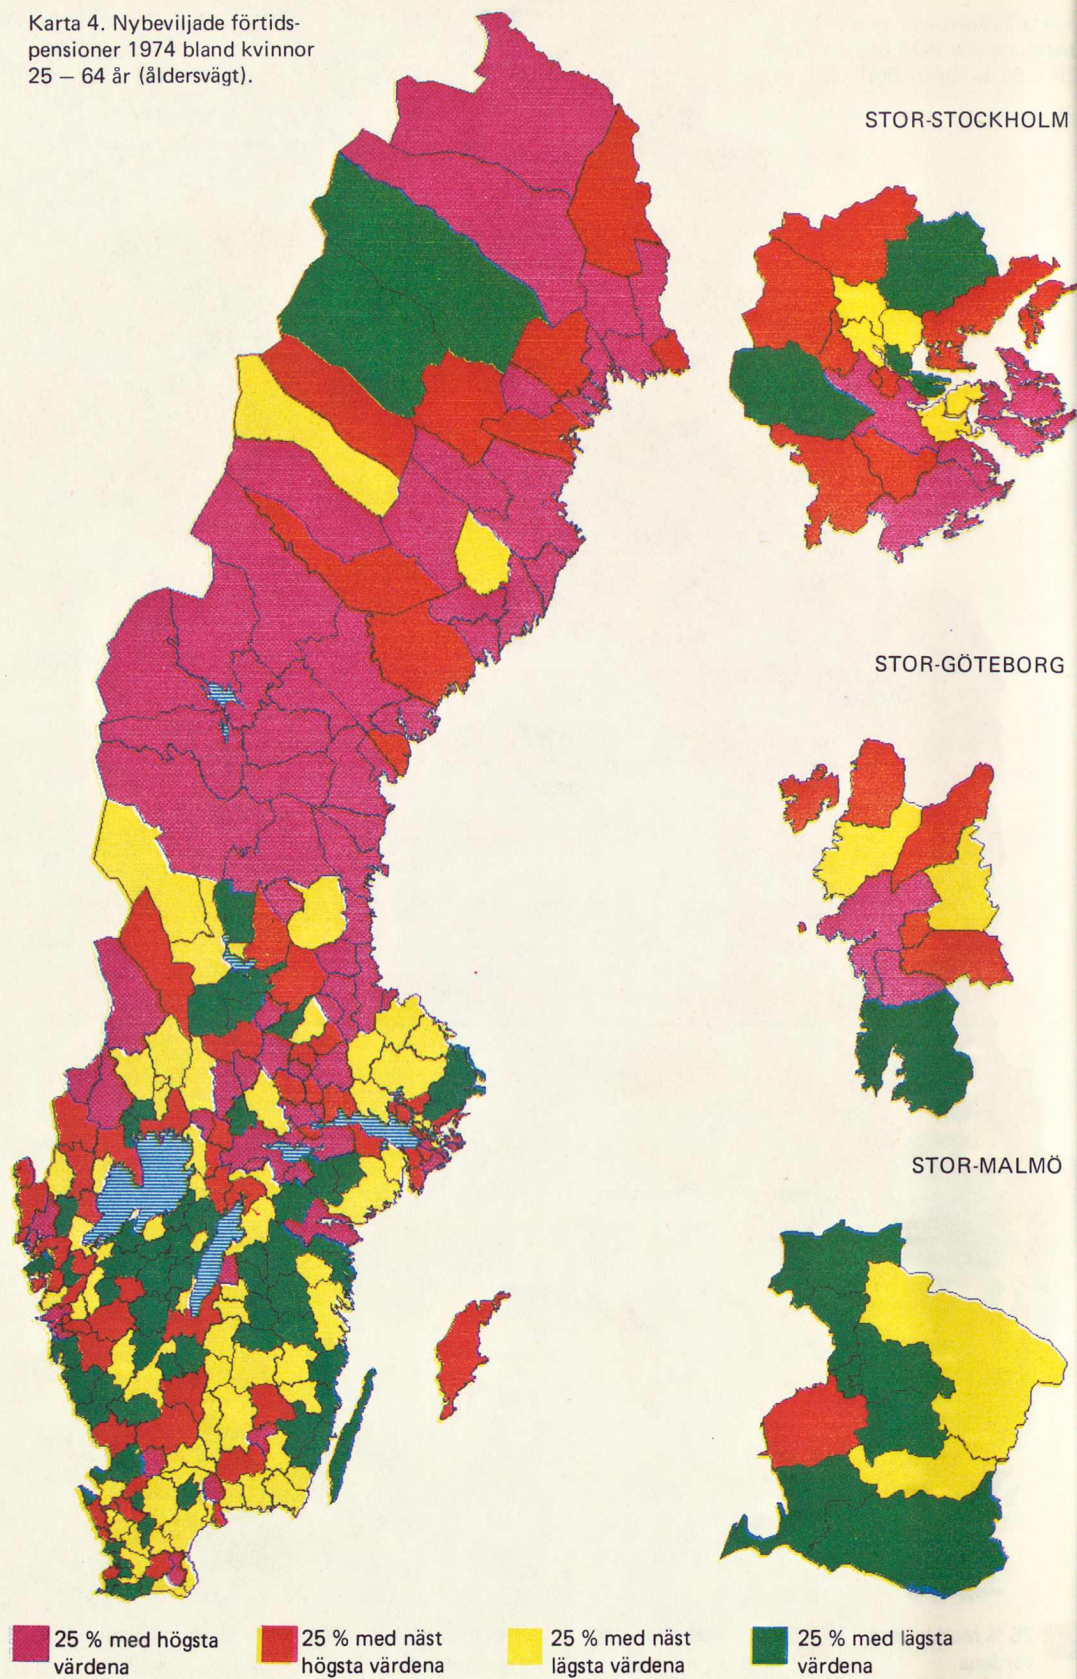 Karta 4. Nybeviljade förtids-
pensioner 1974 bland kvinnor
25 – 64 år (åldersvägt).
STOR-STOCKHOLM
STOR-GÖTEBORG
STOR-MALMÖ
25 % med högsta
värdena
25 % med näst
högsta värdena
25 % med näst
lägsta värdena
25 % med lägsta
värdena